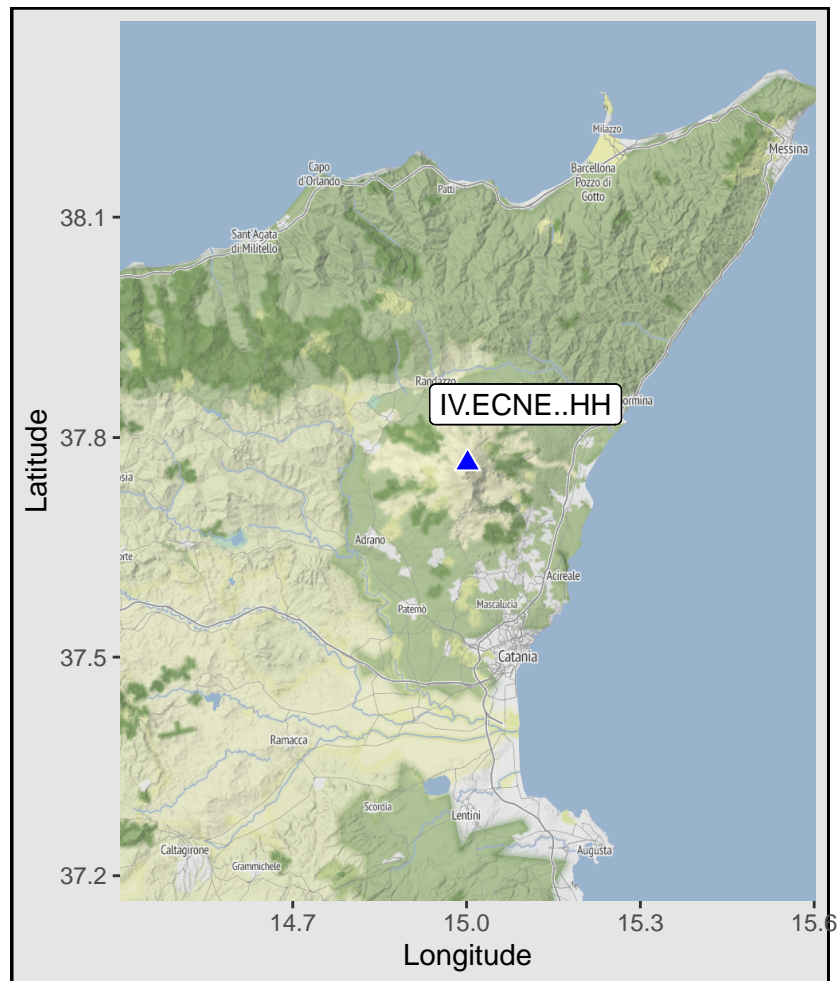 Milazzo
Messina
Capo
d'Orlando
Barcellona
Pozzo di
Gotto
Patti
38.1
Sant'Agata
di Militello
Randazzo
IV.ECNE..HH
ormina
37.8
Latitude
osia
Adrano
orte
Acireale
Mascalucia
Paternò
37.5
Catania
Ramacca
Scordia
Lentini
Augusta
Caltagirone
Grammichele
37.2
14.7
15.0
15.3
15.6
Longitude